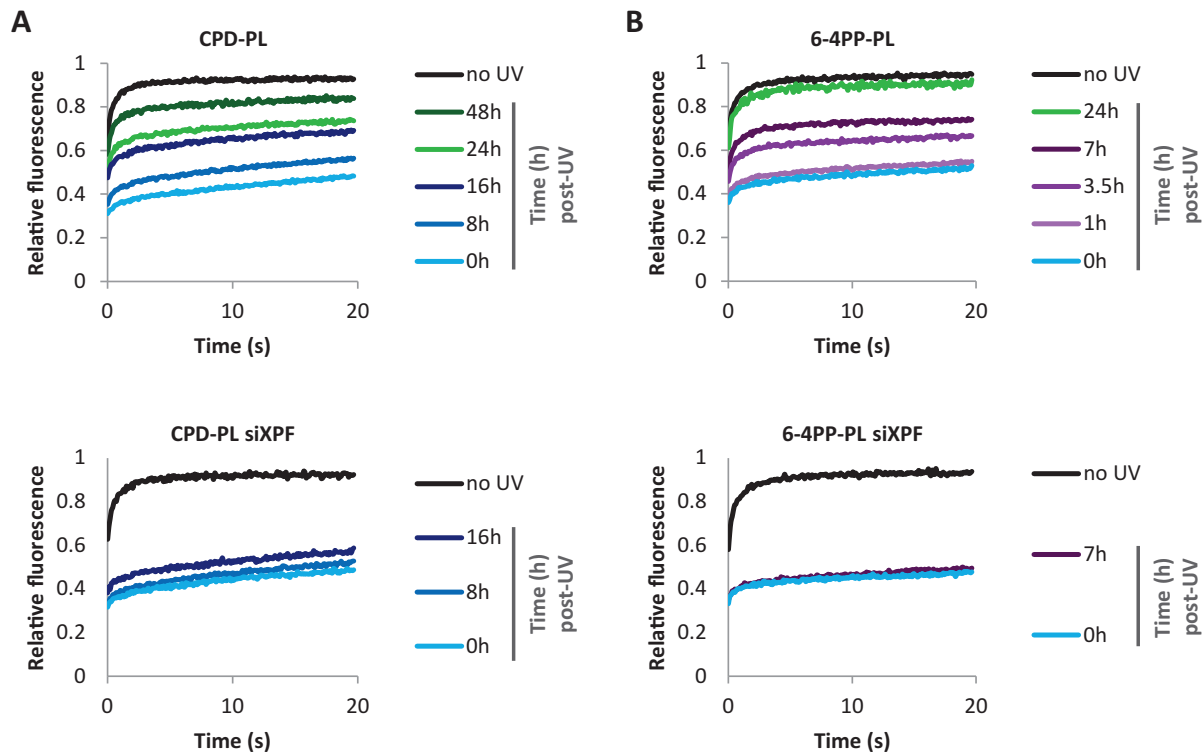 A
CPD-PL
Relative fluorescence
1
0.8
0.6
0.4
0.2
0
0
10
20
Time (s)
no UV
48h
24h
16h
8h
0h
Time (h)
post-UV
B
6-4PP-PL
Relative fluorescence
1
0.8
0.6
0.4
0.2
0
0
10
20
Time (s)
no UV
24h
7h
3.5h
1h
0h
Time (h)
post-UV
CPD-PL siXPF
Relative fluorescence
1
0.8
0.6
0.4
0.2
0
0
10
20
Time (s)
no UV
16h
8h
0h
Time (h)
post-UV
6-4PP-PL siXPF
Relative fluorescence
1
0.8
0.6
0.4
0.2
0
0
10
20
Time (s)
no UV
7h
0h
Time (h)
post-UV